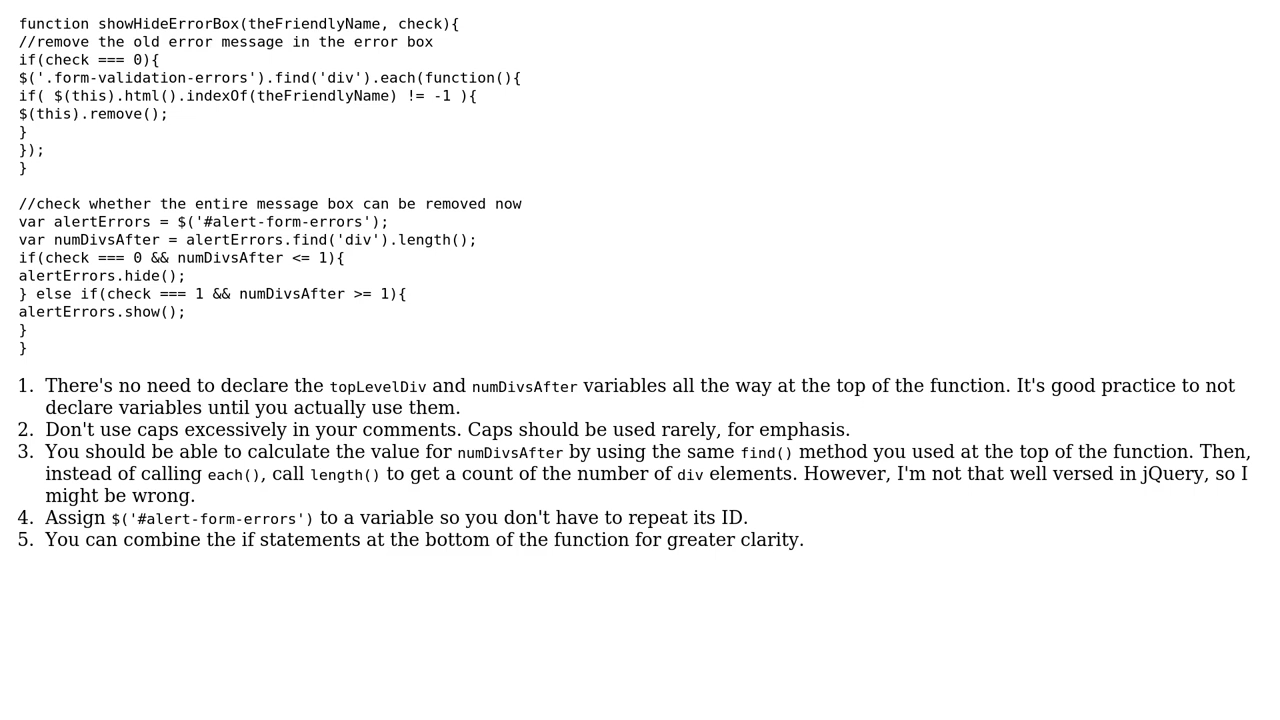 function showHideErrorBox(theFriendlyName, check){
//remove the old error message in the error box
if(check === 0){
$('.form-validation-errors').find('div').each(function(){
if( $(this).html().indexOf(theFriendlyName) != -1 ){
$(this).remove();
}
});
}
//check whether the entire message box can be removed now
var alertErrors = $('#alert-form-errors');
var numDivsAfter = alertErrors.find('div').length();
if(check === 0 && numDivsAfter <= 1){
alertErrors.hide();
} else if(check === 1 && numDivsAfter >= 1){
alertErrors.show();
}
}
1. There's no need to declare the topLevelDiv and numDivsAfter variables all the way at the top of the function. It's good practice to not
declare variables until you actually use them.
2. Don't use caps excessively in your comments. Caps should be used rarely, for emphasis.
3. You should be able to calculate the value for numDivsAfter by using the same find() method you used at the top of the function. Then,
instead of calling each(), call length() to get a count of the number of div elements. However, I'm not that well versed in jQuery, so I
might be wrong.
4. Assign $('#alert-form-errors') to a variable so you don't have to repeat its ID.
5. You can combine the if statements at the bottom of the function for greater clarity.